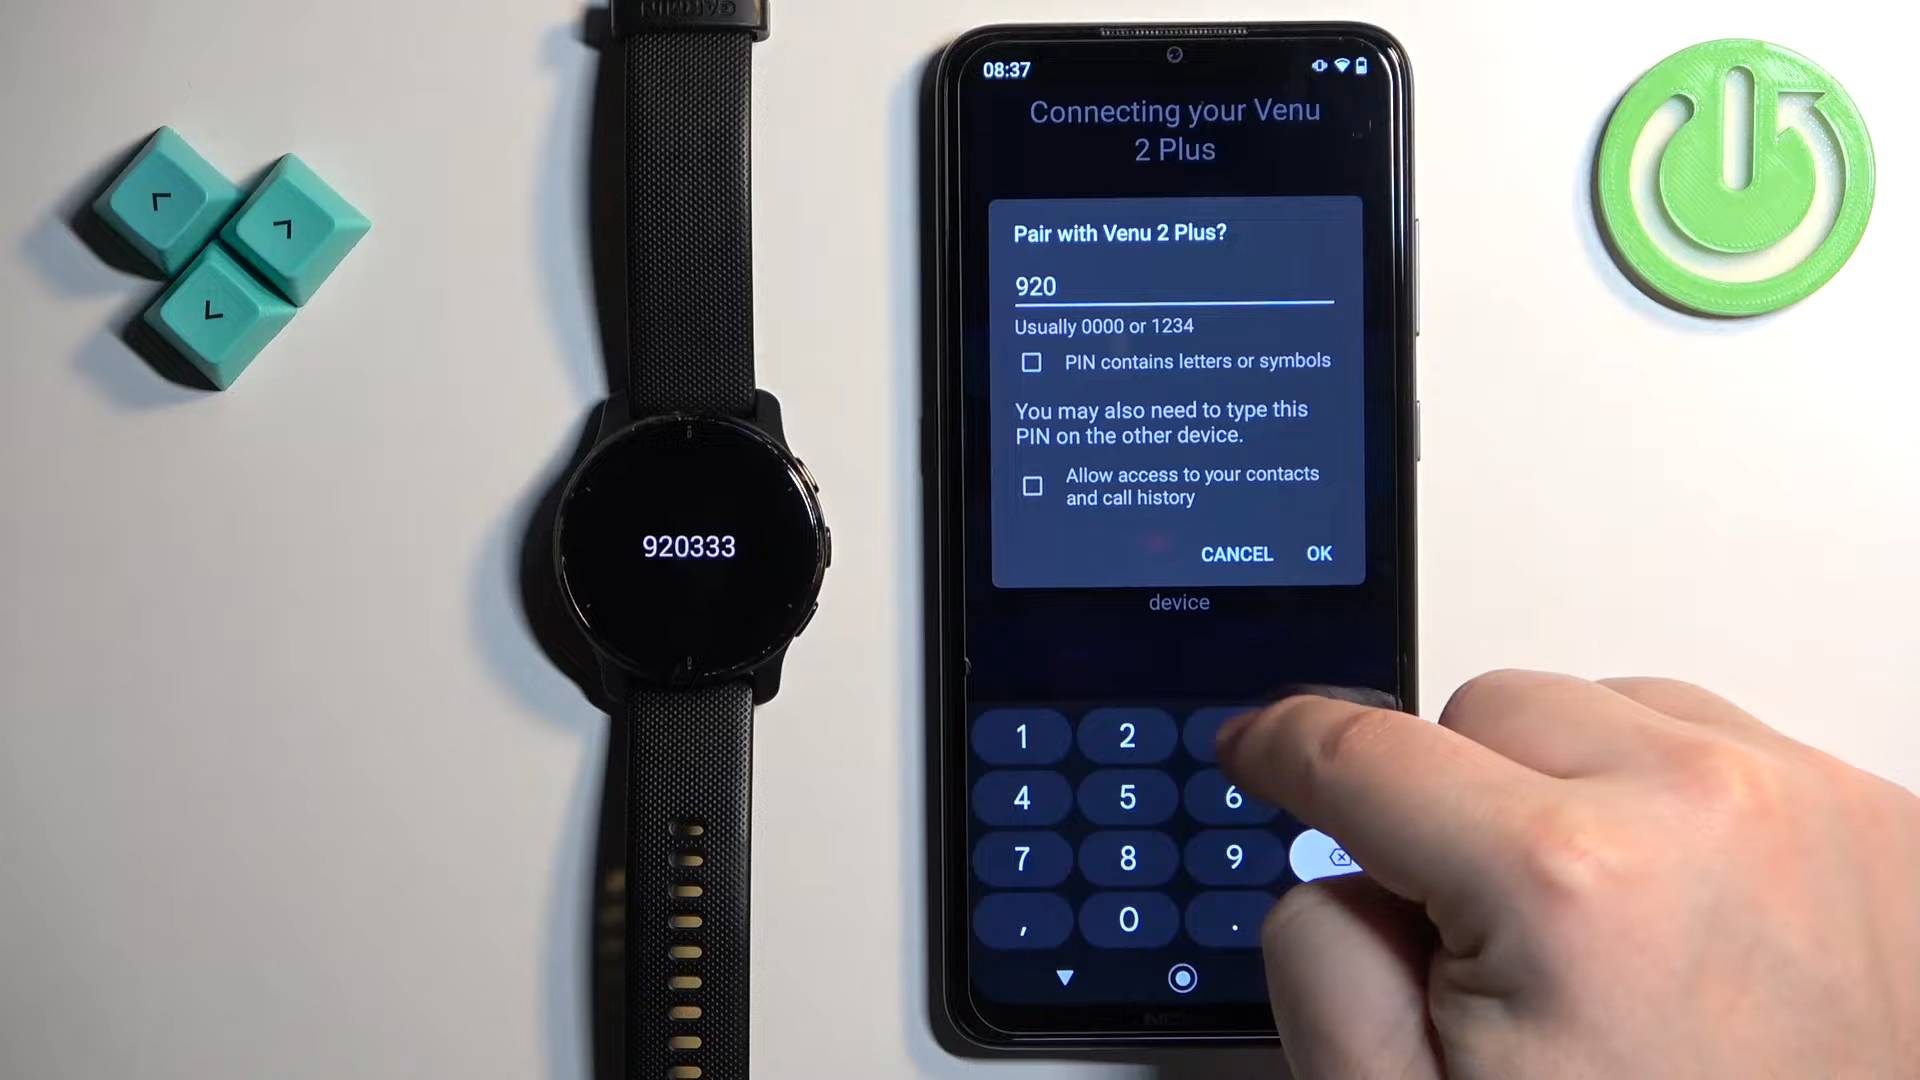 GARMIN
920333
08:37
Connecting your Venu
2 Plus
Pair with Venu 2 Plus?
920
Usually 0000 or 1234
PIN contains letters or symbols
You may also need to type this
PIN on the other device.
Allow access to your contacts
and call history
CANCEL OK
device
1 2
4 5 6
7 8 9
, 0 .